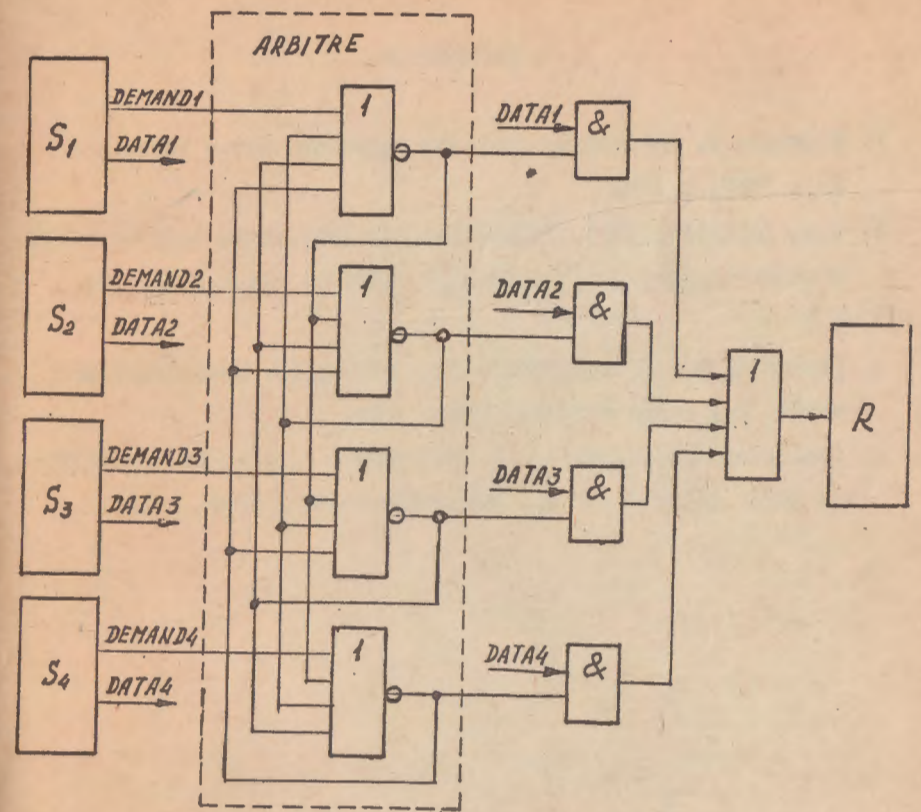 ARBITRE
S1
DEMAND1
DATA1
1
DATA1
&
S2
DEMAND2
DATA2
1
DATA2
&
S3
DEMAND3
DATA3
1
DATA3
&
S4
DEMAND4
DATA4
1
DATA4
&
1
R